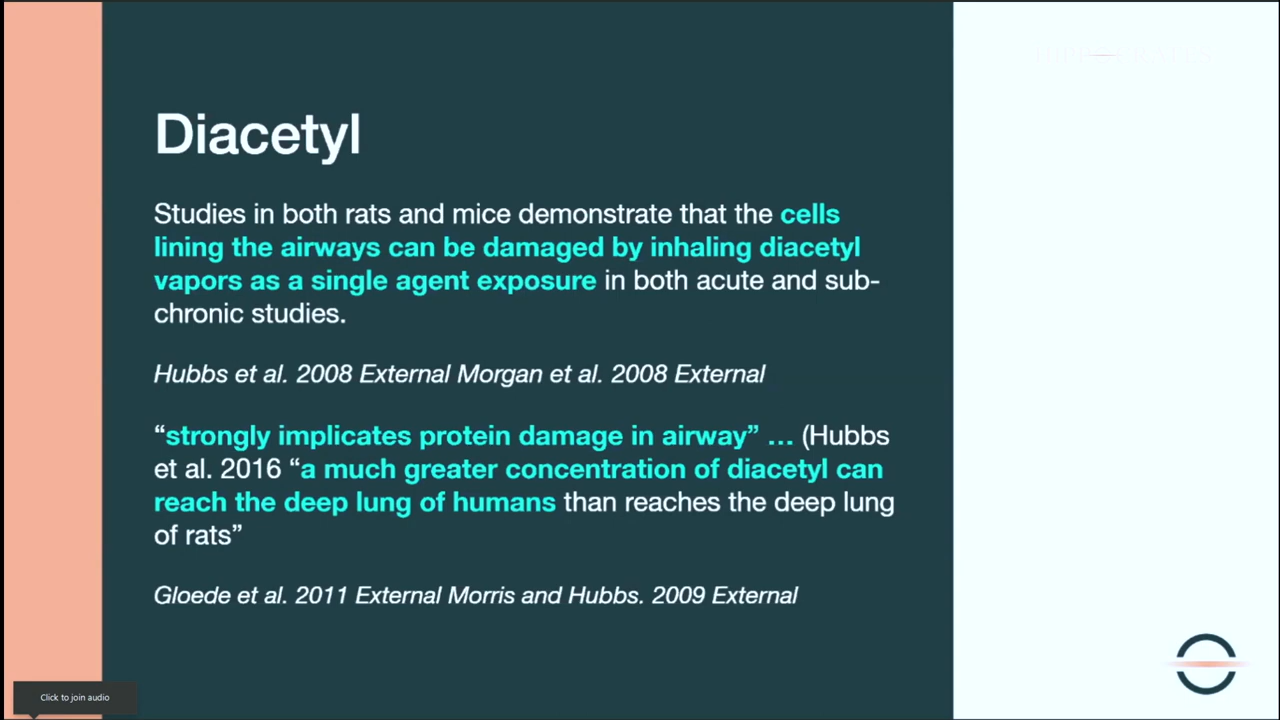 Diacetyl
Studies in both rats and mice demonstrate that the cells
lining the airways can be damaged by inhaling diacetyl
vapors as a single agent exposure in both acute and sub-
chronic studies.
Hubbs et al. 2008 External Morgan et al. 2008 External
“strongly implicates protein damage in airway” … (Hubbs
et al. 2016 “a much greater concentration of diacetyl can
reach the deep lung of humans than reaches the deep lung
of rats”
Gloede et al. 2011 External Morris and Hubbs. 2009 External
Click to join audio